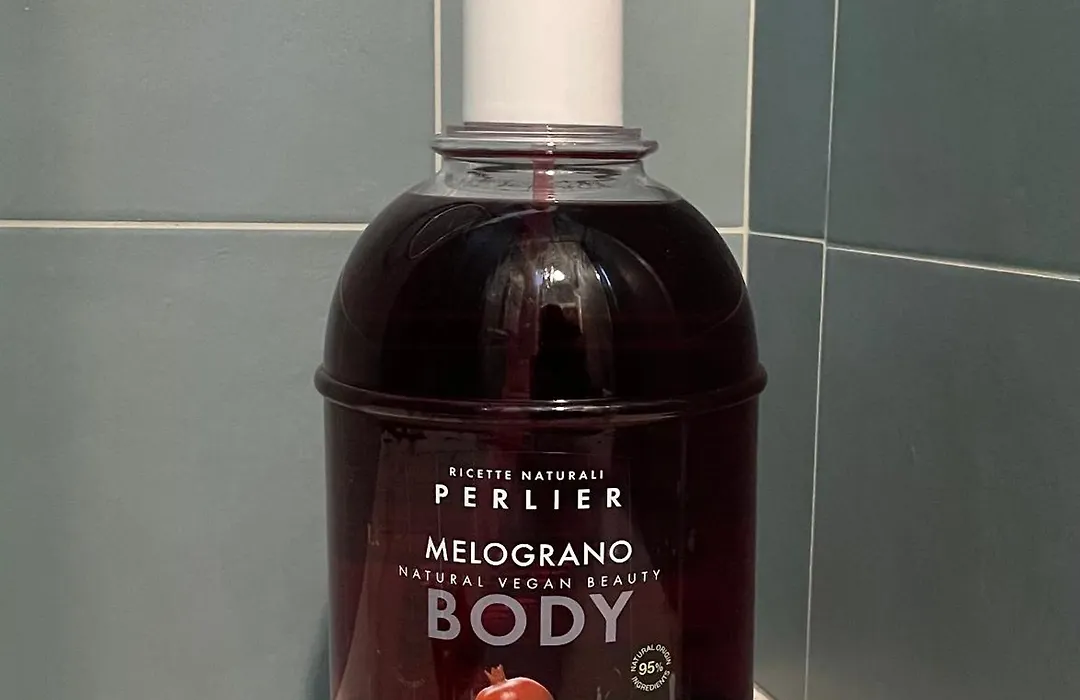 RICETTE NATURALI
PERLIER
MELOGRANO
NATURAL VEGAN BEAUTY
BODY
NATURAL ORIGIN
95%
INGREDIENTS